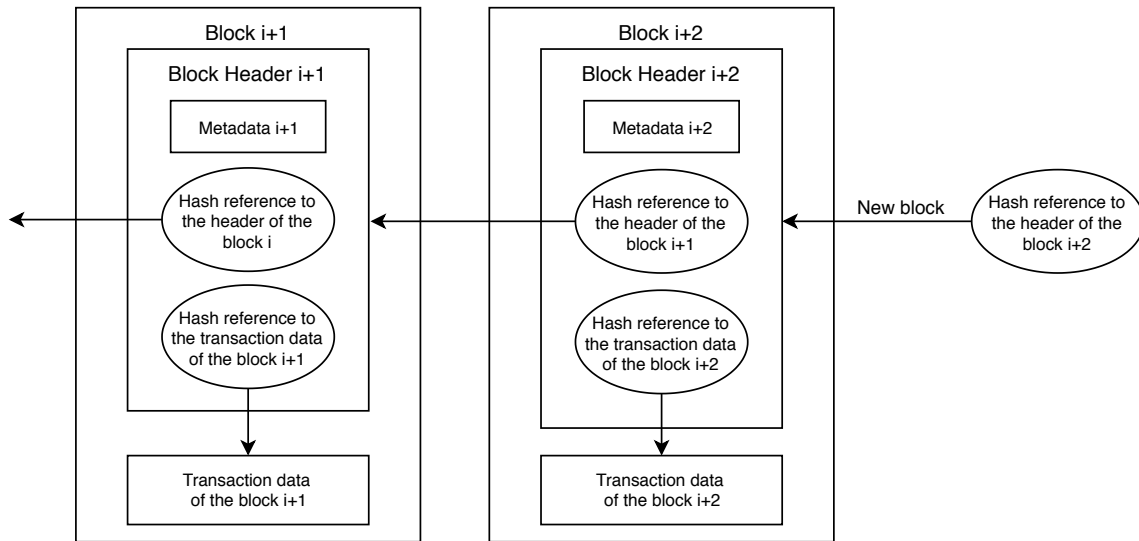 Block i+1
Block Header i+1
Metadata i+1
Hash reference to
the header of the
block i
Hash reference to
the transaction data
of the block i+1
Transaction data
of the block i+1
Block i+2
Block Header i+2
Metadata i+2
Hash reference to
the header of the
block i+1
Hash reference to
the transaction data
of the block i+2
Transaction data
of the block i+2
New block
Hash reference to
the header of the
block i+2